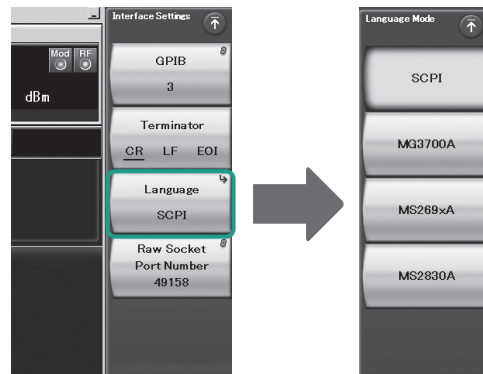 Interface Settings
Mod RF
dBm
GPIB
3
Terminator
CR LF EOI
Language
SCPI
Raw Socket
Port Number
49158
Language Mode
SCPI
MG3700A
MS269xA
MS2830A